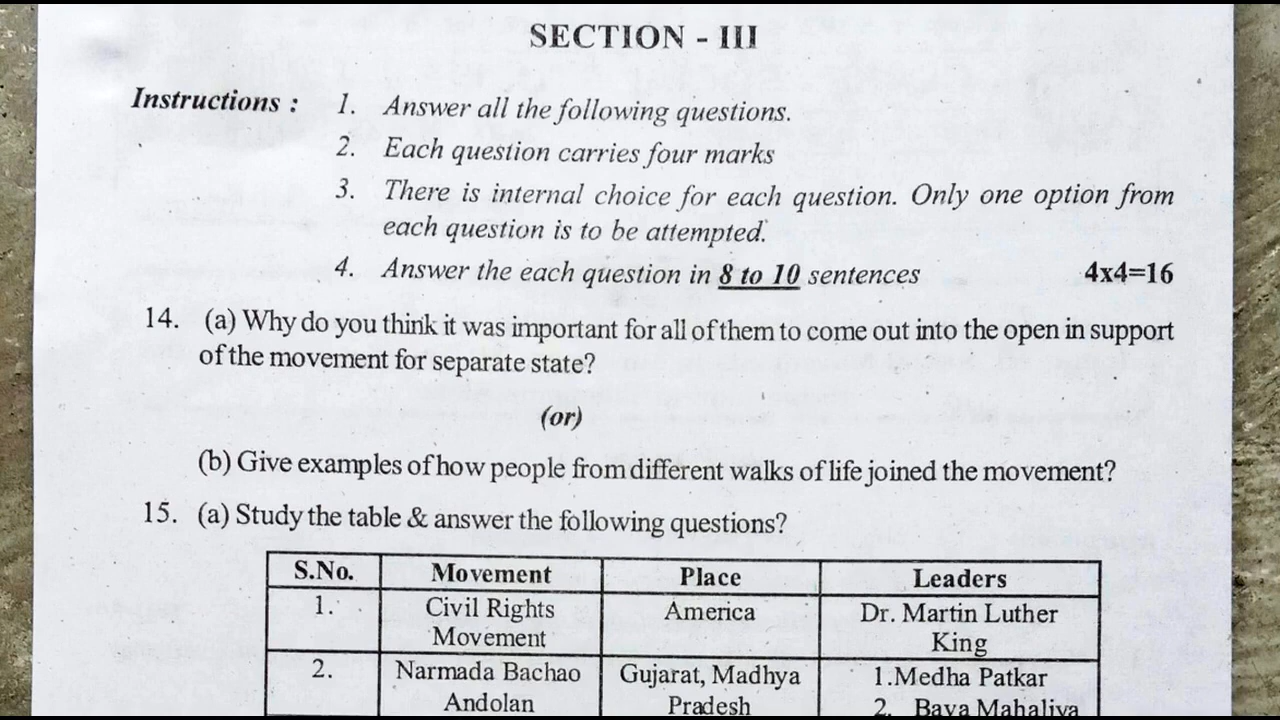 SECTION - III
Instructions : 1. Answer all the following questions.
2. Each question carries four marks
3. There is internal choice for each question. Only one option from
each question is to be attempted.
4. Answer the each question in 8 to 10 sentences 4x4=16
14. (a) Why do you think it was important for all of them to come out into the open in support
of the movement for separate state?
(or)
(b) Give examples of how people from different walks of life joined the movement?
15. (a) Study the table & answer the following questions?
S.No. Movement Place Leaders
1. Civil Rights America Dr. Martin Luther
Movement King
2. Narmada Bachao Gujarat, Madhya 1.Medha Patkar
Andolan Pradesh 2. Bava Mahaliya